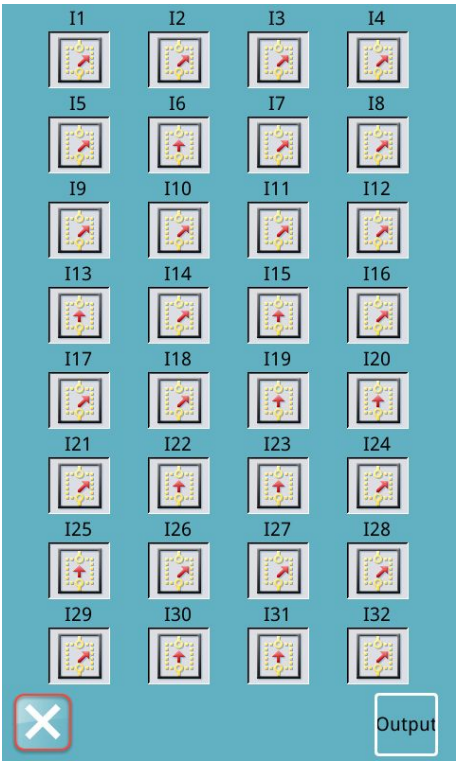 I1 I2 I3 I4
I5 I6 I7 I8
I9 I10 I11 I12
I13 I14 I15 I16
I17 I18 I19 I20
I21 I22 I23 I24
I25 I26 I27 I28
I29 I30 I31 I32
Output